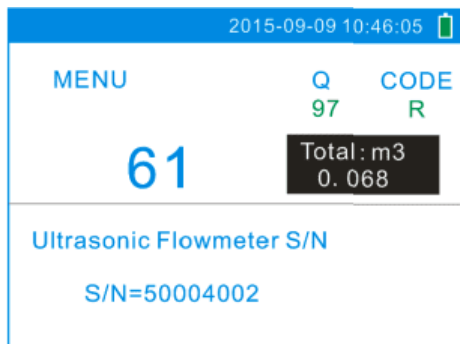 2015-09-09 10:46:05
MENU
Q
CODE
97
R
61
Total:m3
0.068
Ultrasonic Flowmeter S/N
S/N=50004002